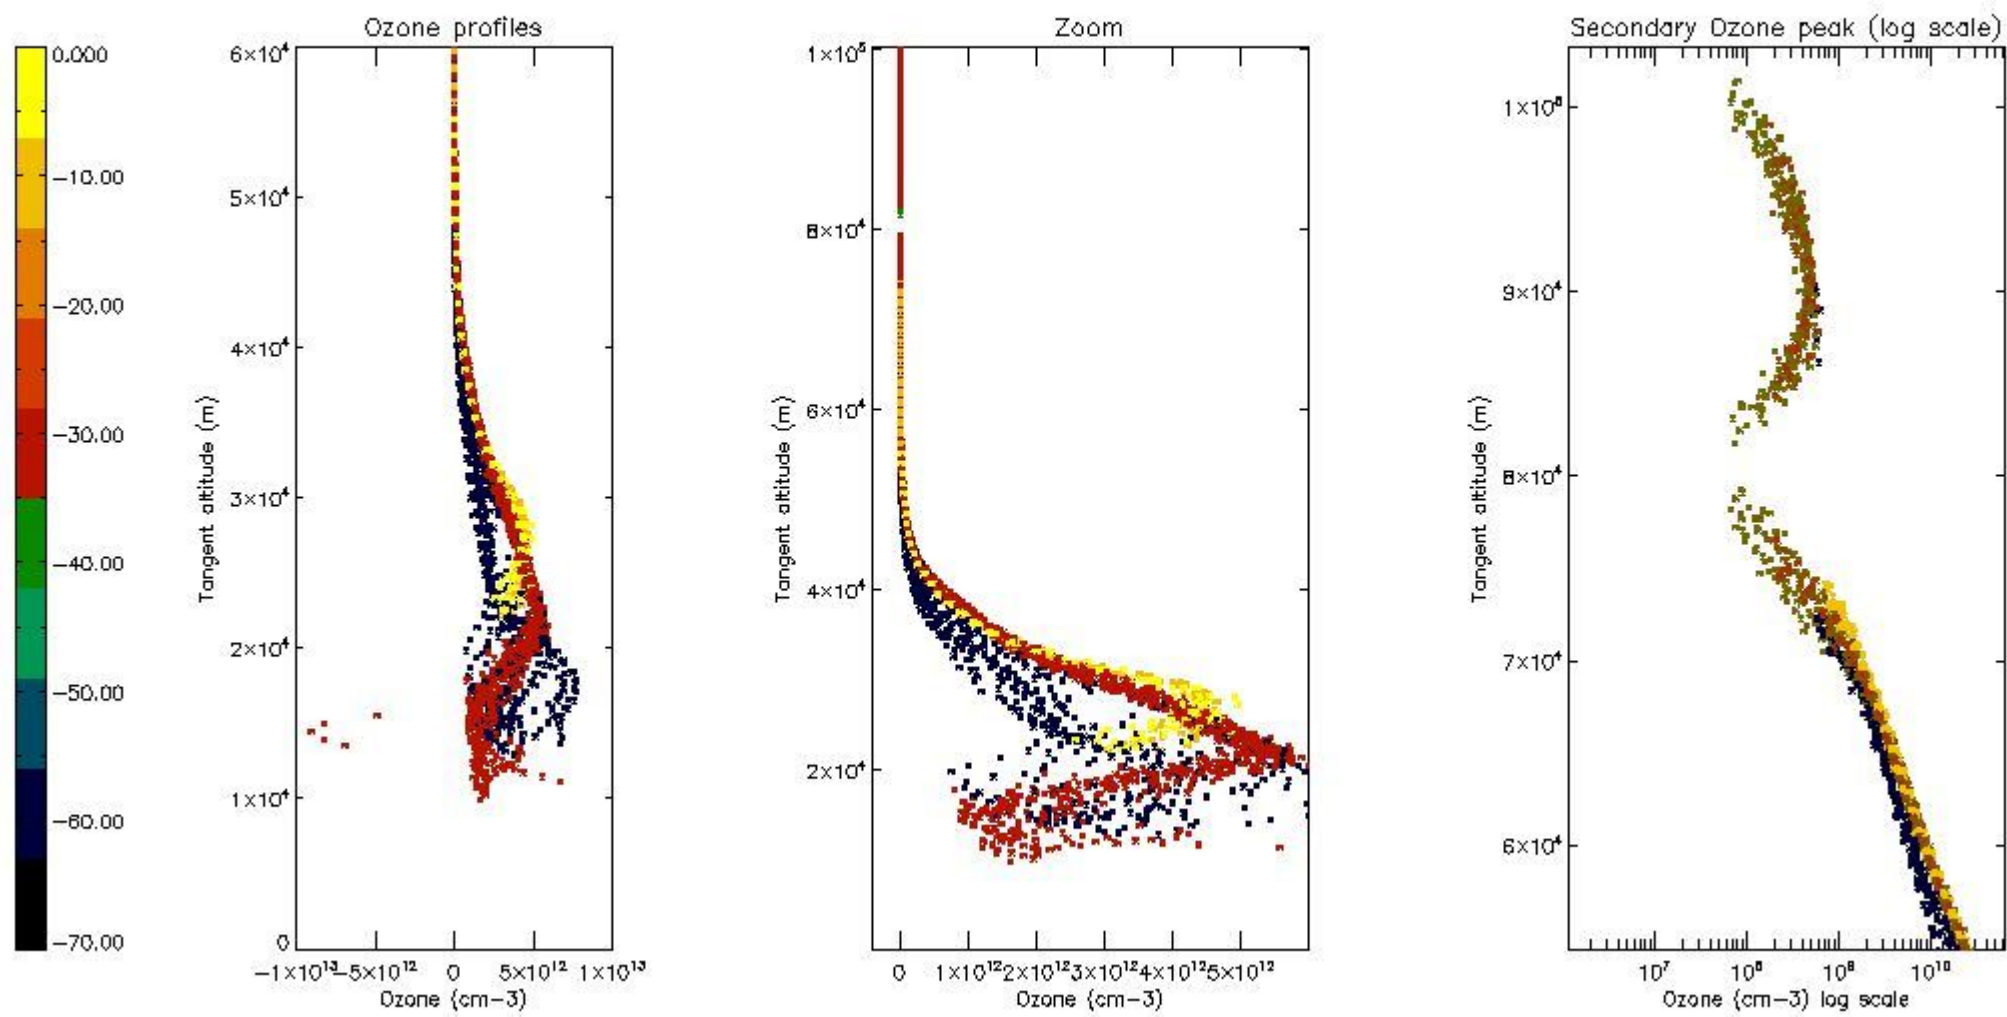 Ozone profiles
Zoom
Secondary Ozone peak (log scale)
0.000
−10.00
−20.00
−30.00
−40.00
−50.00
−60.00
−70.00
6×10⁴
5×10⁴
4×10⁴
3×10⁴
2×10⁴
1×10⁴
0
Tangent altitude (m)
−1×10¹³ −5×10¹² 0 5×10¹² 1×10¹³
Ozone (cm−3)
1×10⁵
8×10⁴
6×10⁴
4×10⁴
2×10⁴
Tangent altitude (m)
0 1×10¹² 2×10¹² 3×10¹² 4×10¹² 5×10¹²
Ozone (cm−3)
1×10⁵
9×10⁴
8×10⁴
7×10⁴
6×10⁴
Tangent altitude (m)
10⁷ 10⁸ 10⁹ 10¹⁰
Ozone (cm−3) log scale